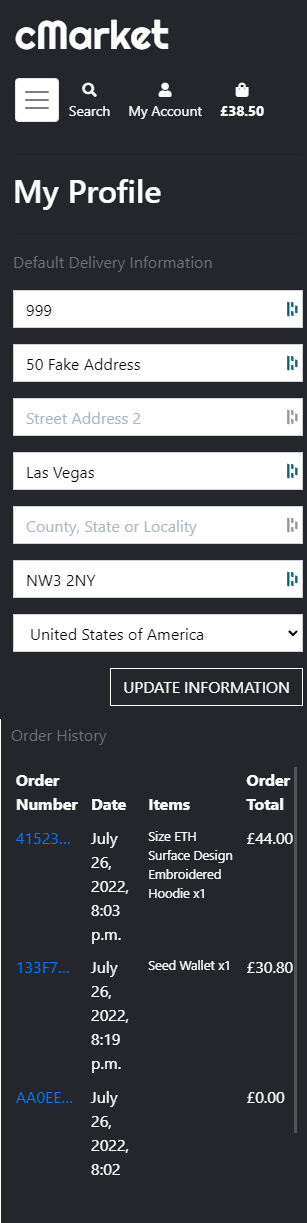 cMarket
Search My Account £38.50
My Profile
Default Delivery Information
999
50 Fake Address
Street Address 2
Las Vegas
County, State or Locality
NW3 2NY
United States of America
UPDATE INFORMATION
Order History
Order Number Date Items Order Total
41523... July 26, 2022, 8:03 p.m. Size ETH Surface Design Embroidered Hoodie x1 £44.00
133F7... July 26, 2022, 8:19 p.m. Seed Wallet x1 £30.80
AA0EE... July 26, 2022, 8:02 £0.00